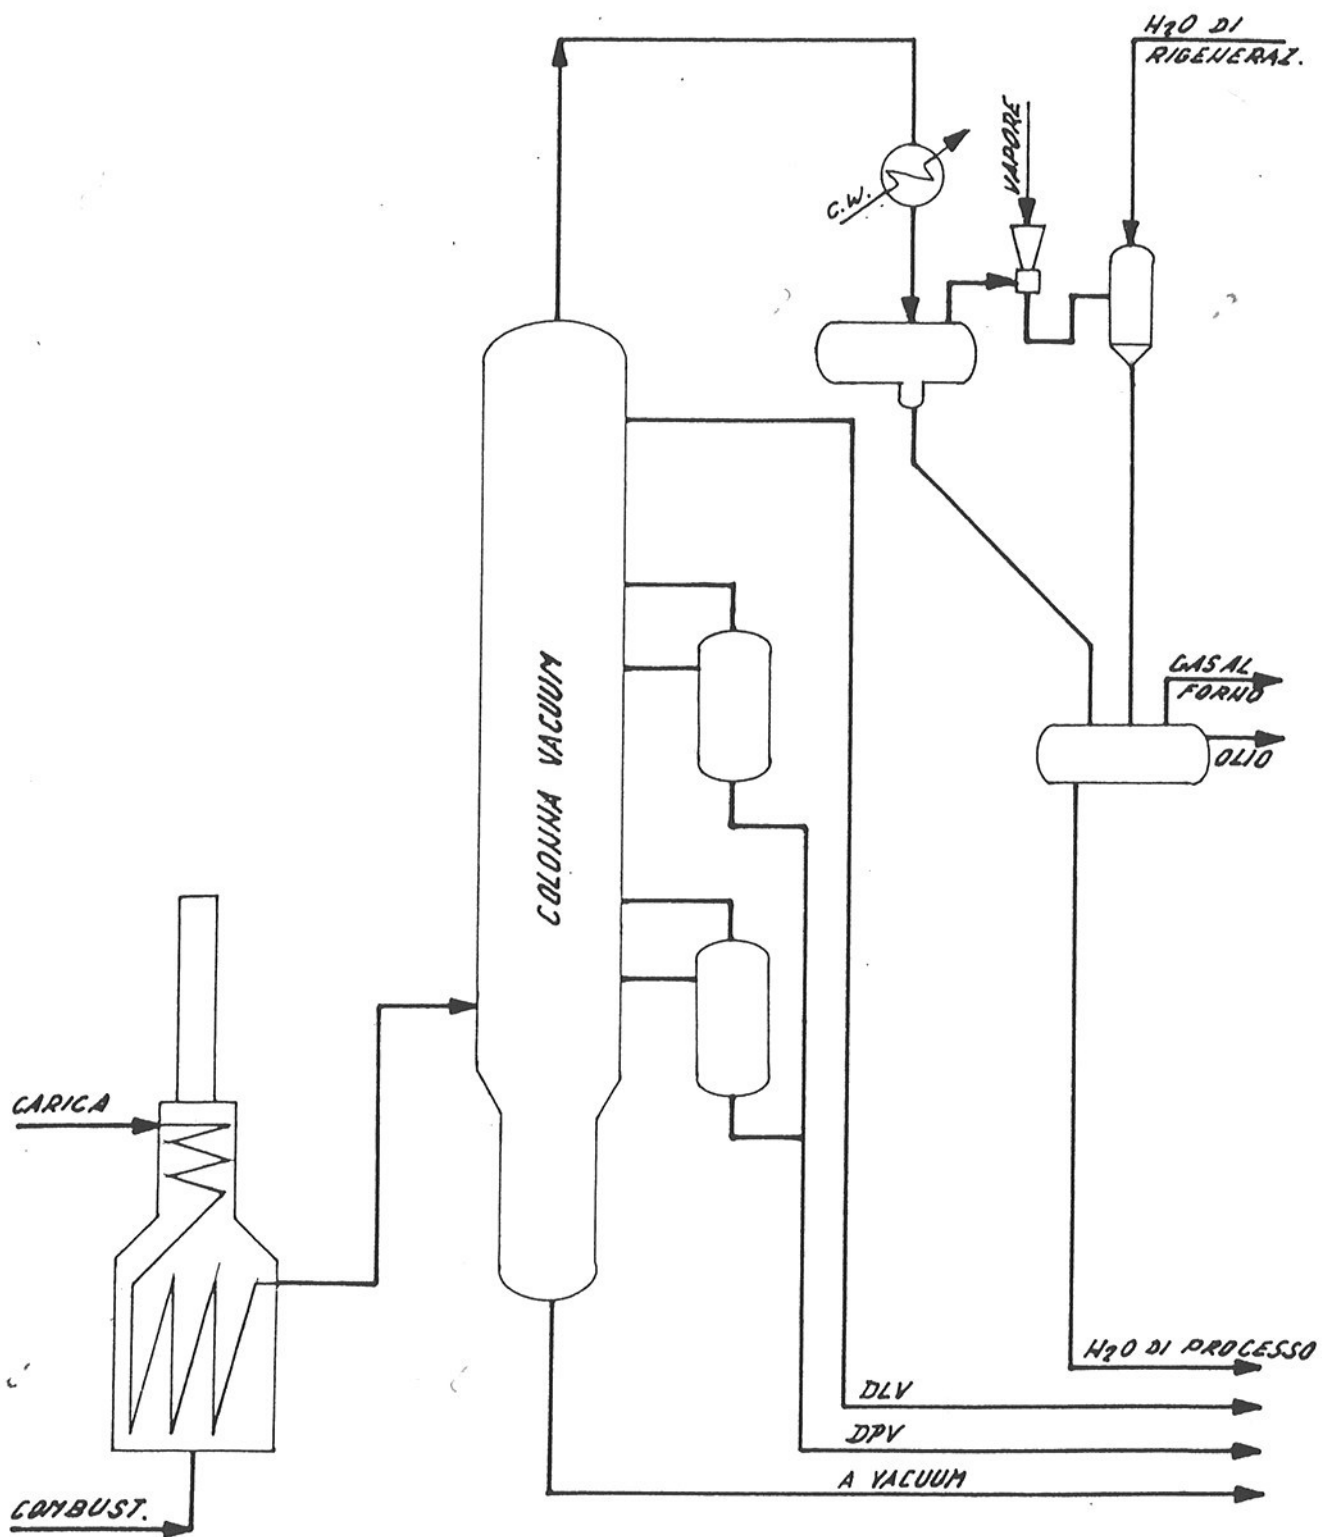 H2O DI
RIGENERAZ.
VAPORE
C.W.
COLONNA VACUUM
GAS AL
FORNO
OLIO
CARICA
H2O DI PROCESSO
DLV
DPV
A VACUUM
COMBUST.